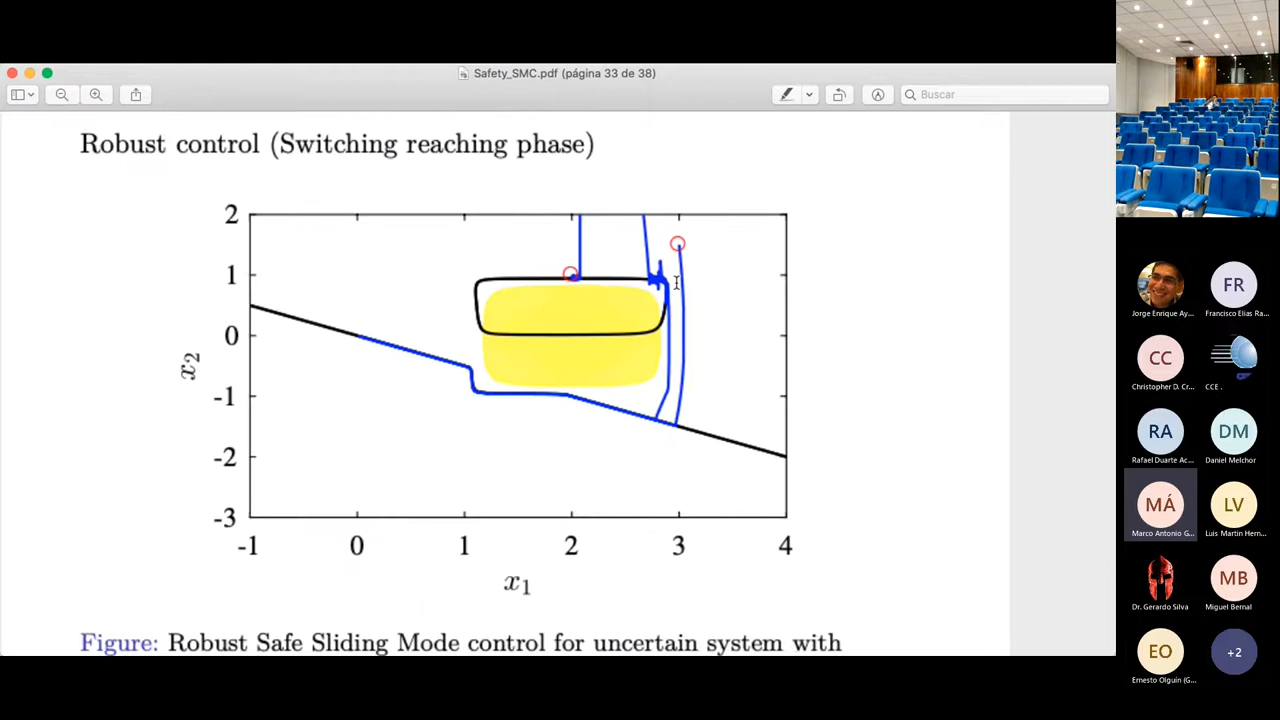 Safety_SMC.pdf (página 33 de 38)
Buscar
Robust control (Switching reaching phase)
2
1
0
-1
-2
-3
x2
-1 0 1 2 3 4
x1
Figure: Robust Safe Sliding Mode control for uncertain system with
Jorge Enrique Ay...
FR
Francisco Elias Ra...
CC
Christopher D. Cr...
CCE .
RA
Rafael Duarte Ac...
DM
Daniel Melchor
MÁ
Marco Antonio G...
LV
Luis Martin Hern...
Dr. Gerardo Silva
MB
Miguel Bernal
EO
Ernesto Olguín (G...
+2